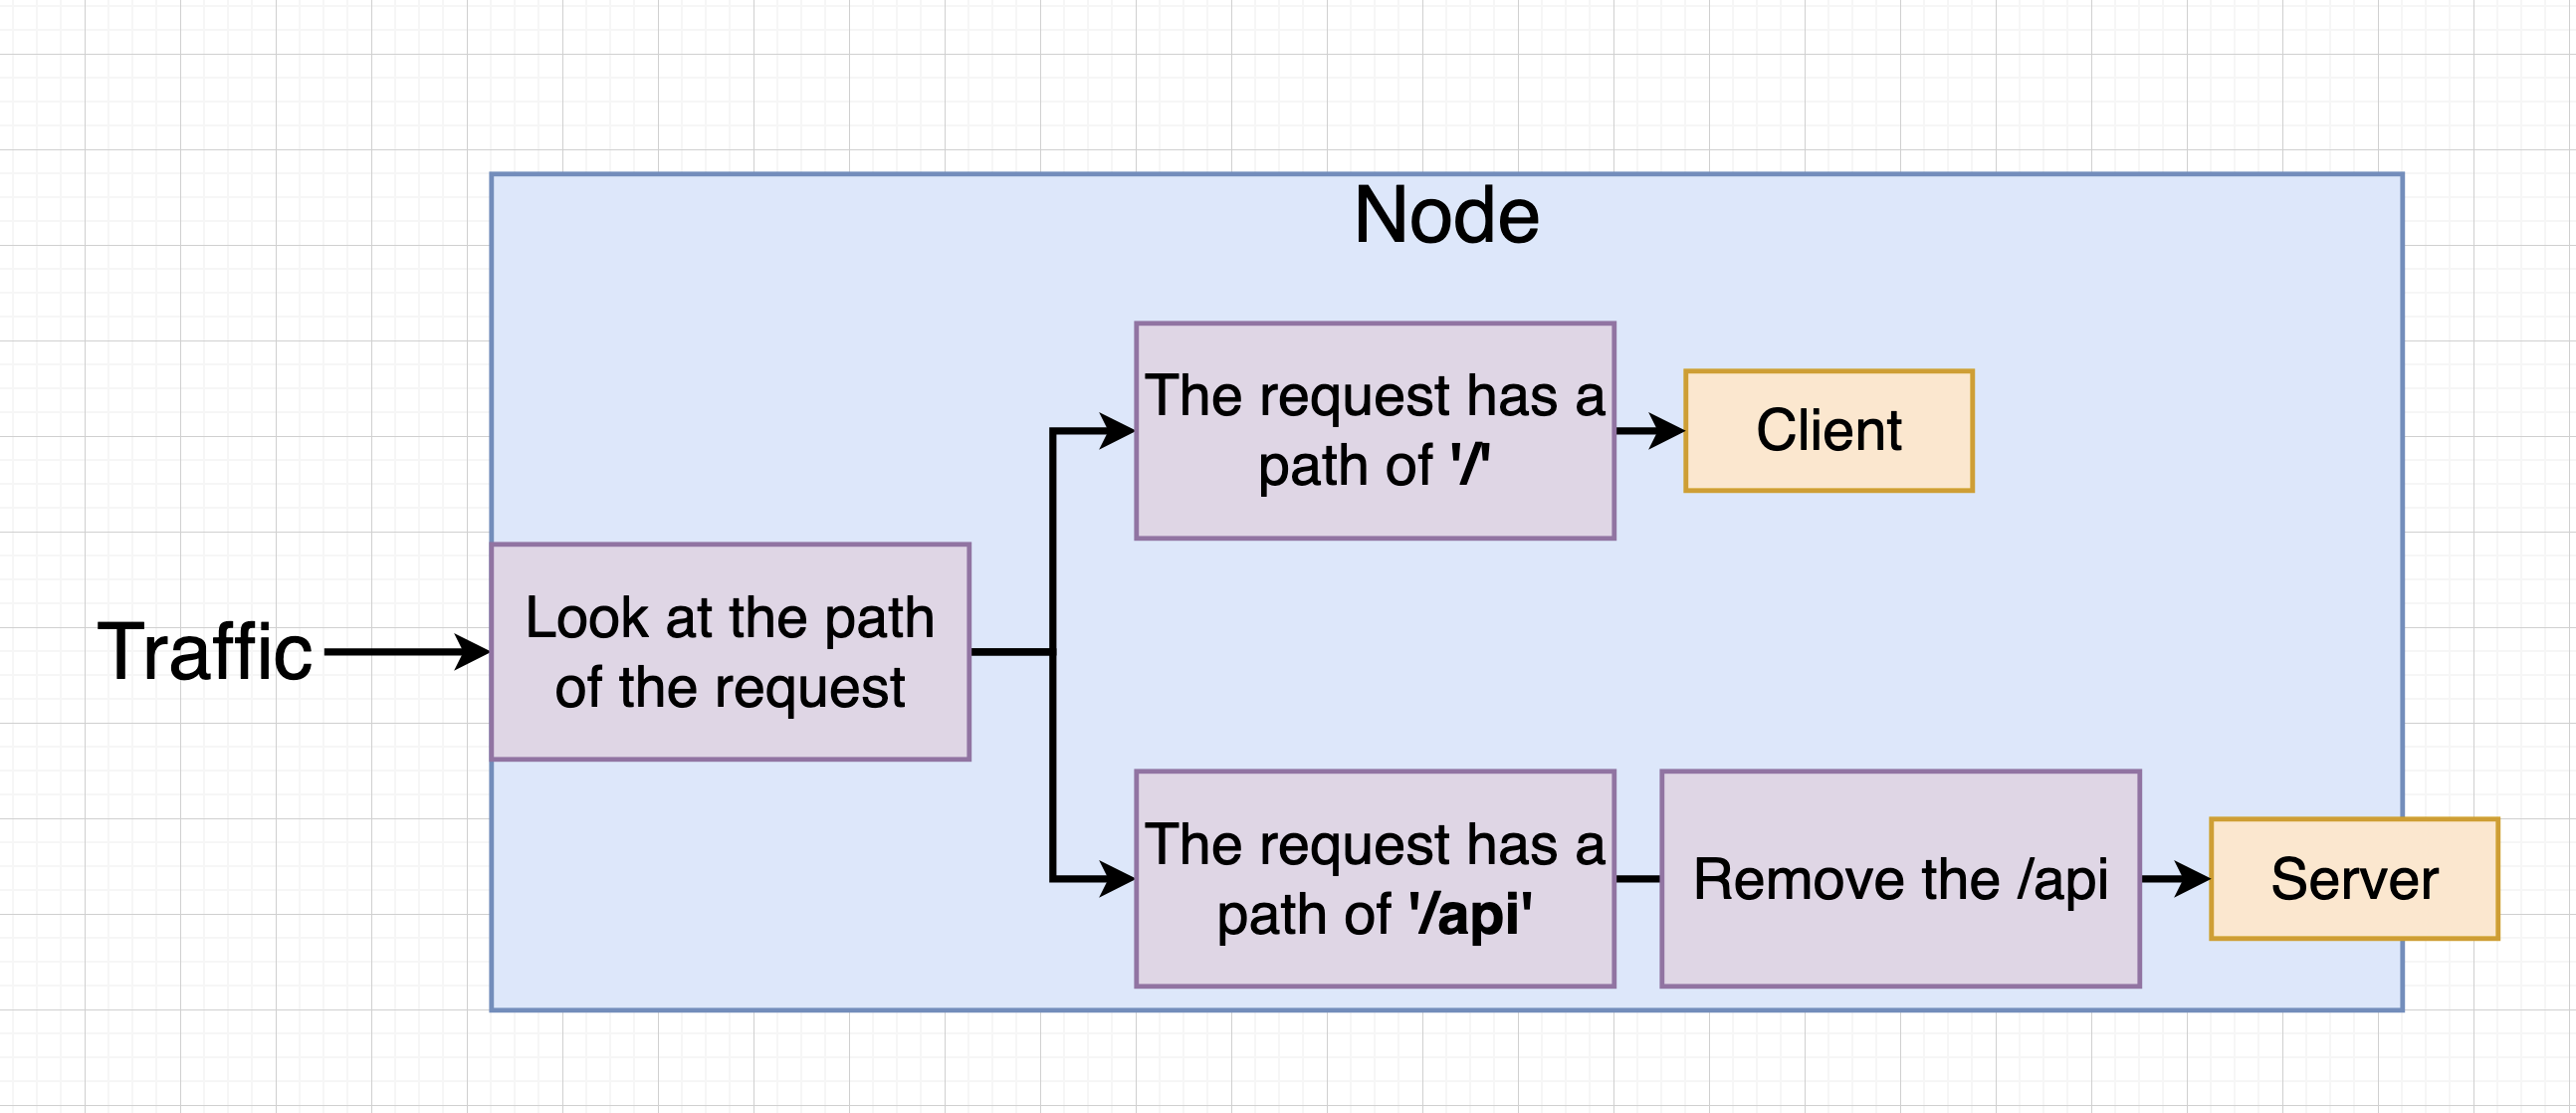 Node
Traffic
Look at the path
of the request
The request has a
path of '/'
Client
The request has a
path of '/api'
Remove the /api
Server